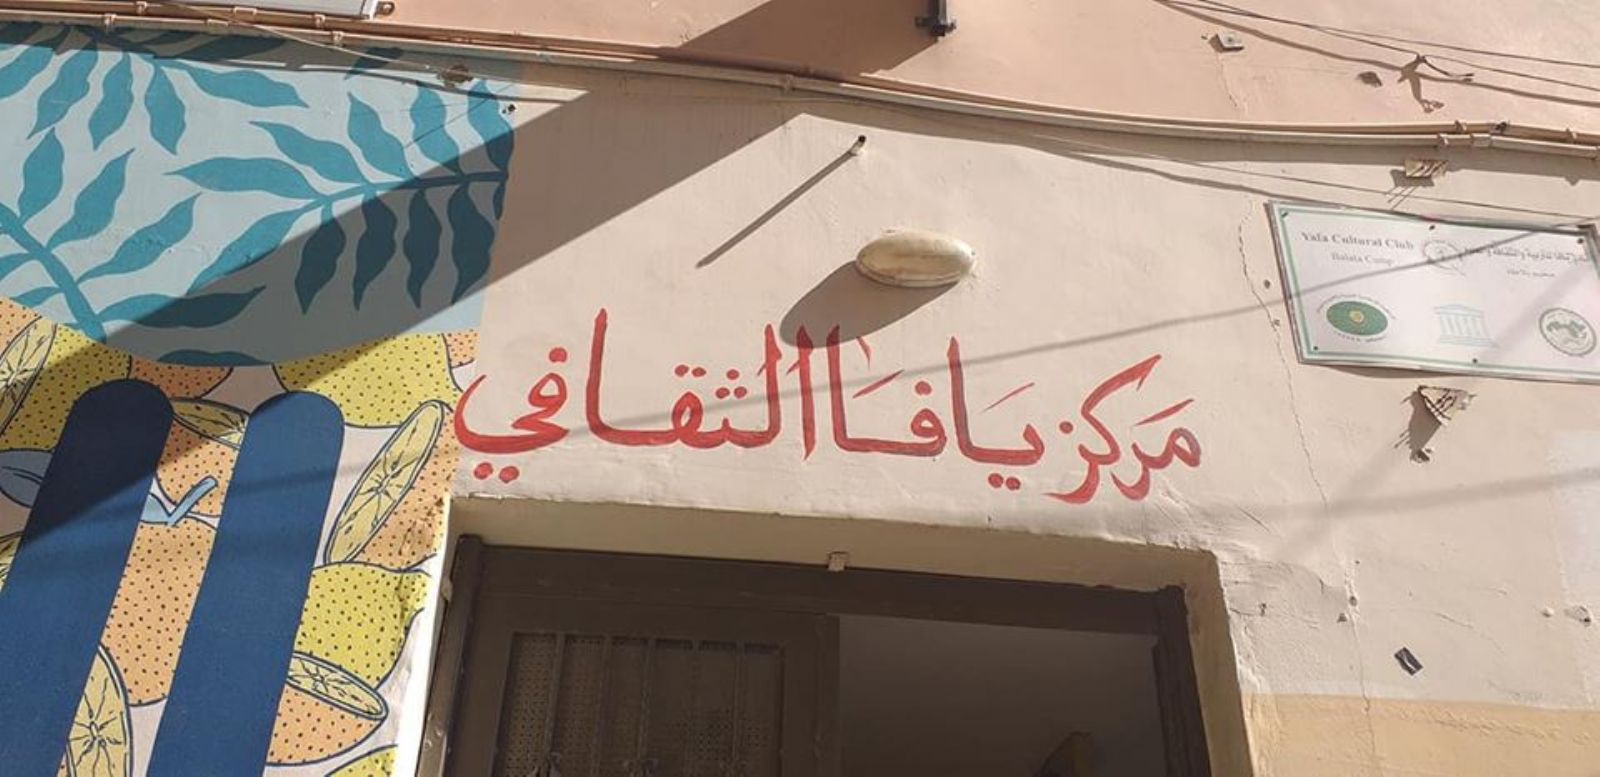 مركز يافا الثقافي
Yafa Cultural Club
Balata Camp